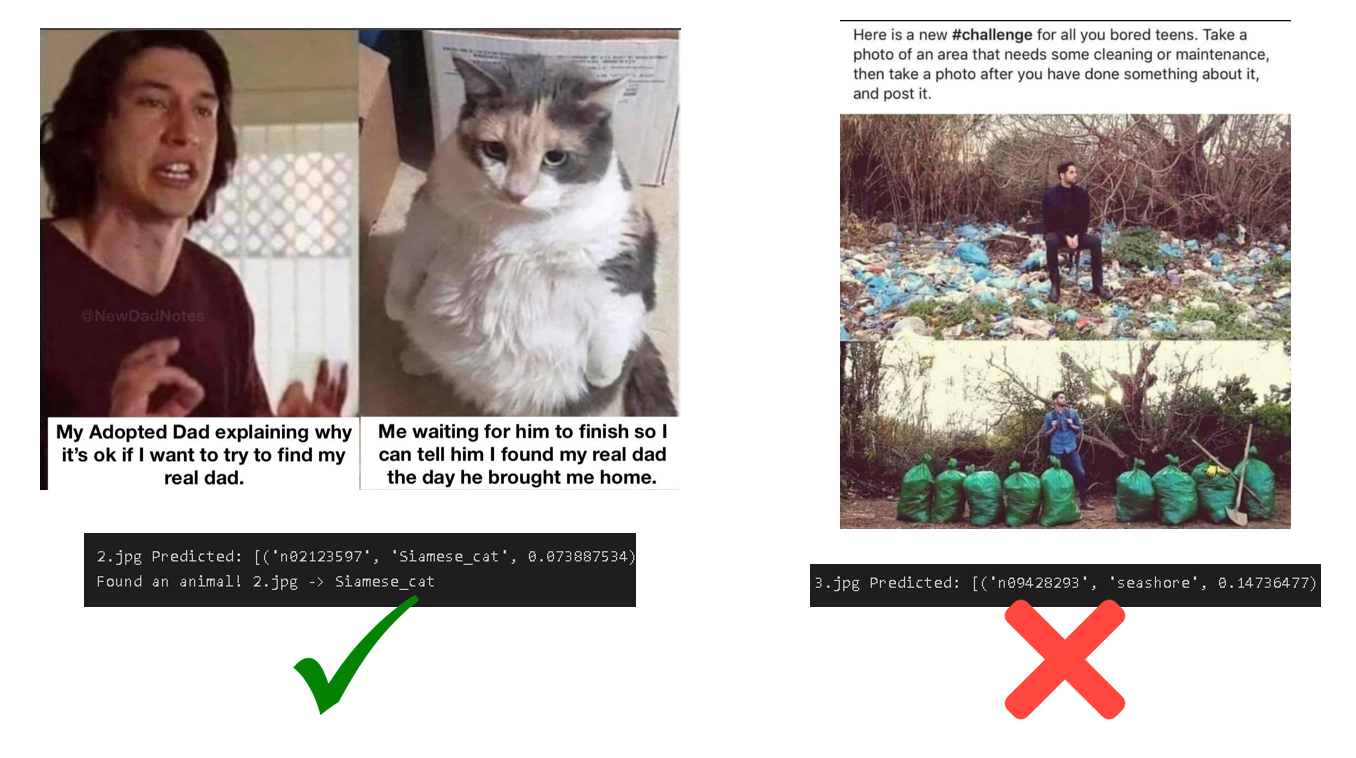 @NewDadNotes
My Adopted Dad explaining why
it's ok if I want to try to find my
real dad.
Me waiting for him to finish so I
can tell him I found my real dad
the day he brought me home.
2.jpg Predicted: [('n02123597', 'Siamese_cat', 0.073887534)
Found an animal! 2.jpg -> Siamese_cat
Here is a new #challenge for all you bored teens. Take a
photo of an area that needs some cleaning or maintenance,
then take a photo after you have done something about it,
and post it.
3.jpg Predicted: [('n09428293', 'seashore', 0.14736477)